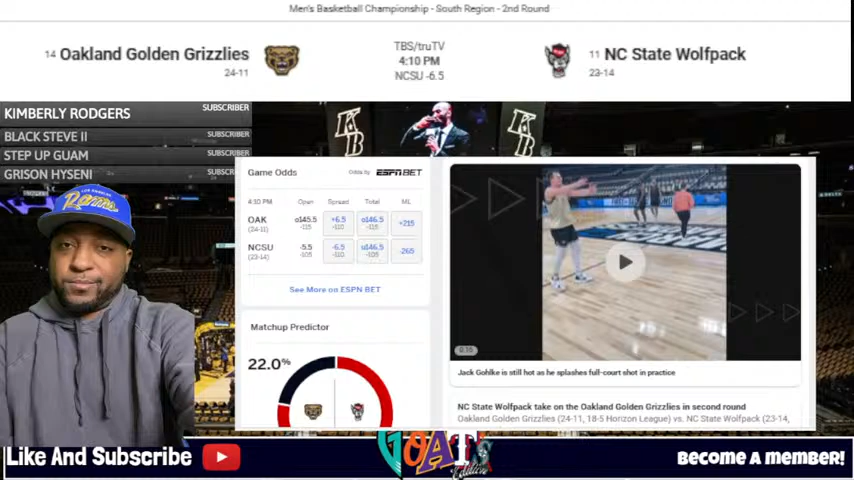 Men's Basketball Championship - South Region - 2nd Round
14 Oakland Golden Grizzlies
24-11
TBS/truTV
4:10 PM
NCSU -6.5
11 NC State Wolfpack
23-14
KIMBERLY RODGERS SUBSCRIBER
BLACK STEVE II SUBSCRIBER
STEP UP GUAM SUBSCRIBER
GRISON HYSENI
KB
KB
Rams
Game Odds Odds by ESPN BET
4:10 PM Open Spread Total ML
OAK o145.5 +6.5 o146.5 +215
(24-11) -115 -110 -115
NCSU -5.5 -6.5 u146.5 -265
(23-14) -105 -110 -105
See More on ESPN BET
Matchup Predictor
22.0%
0:16
Jack Gohlke is still hot as he splashes full-court shot in practice
NC State Wolfpack take on the Oakland Golden Grizzlies in second round
Oakland Golden Grizzlies (24-11, 18-5 Horizon League) vs. NC State Wolfpack (23-14,
Like And Subscribe
GOAT
Become a member!